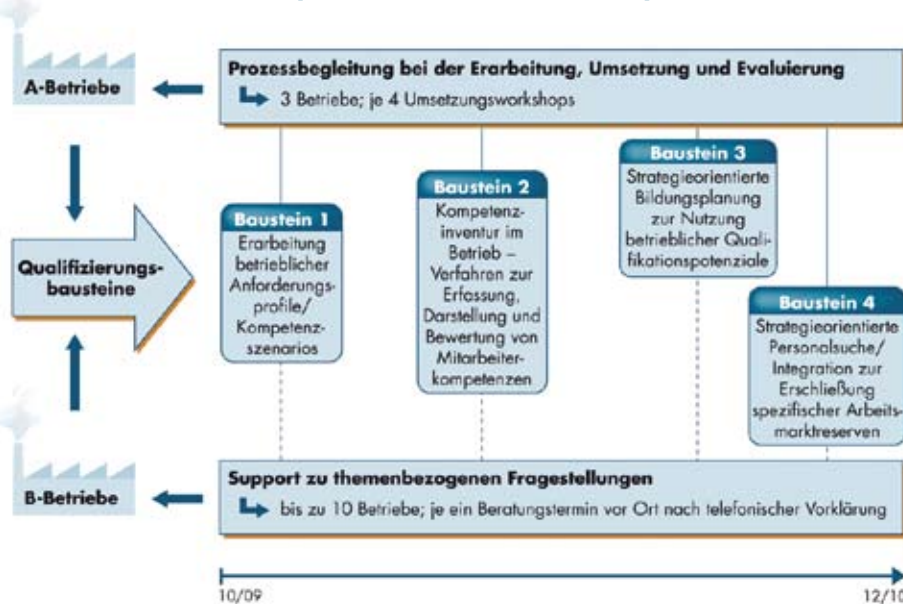 Prozessbegleitung bei der Erarbeitung, Umsetzung und Evaluierung
3 Betriebe; je 4 Umsetzungsworkshops
A-Betriebe
Qualifizierungs-
bausteine
B-Betriebe
Baustein 1
Erarbeitung
betrieblicher
Anforderungs-
profile/
Kompetenz-
szenarios
Baustein 2
Kompetenz-
inventur im
Betrieb –
Verfahren zur
Erfassung,
Darstellung und
Bewertung von
Mitarbeiter-
kompetenzen
Baustein 3
Strategieorientierte
Bildungsplanung
zur Nutzung
betrieblicher Quali-
fikationspotenziale
Baustein 4
Strategieorientierte
Personalsuche/
Integration zur
Erschließung
spezifischer Arbeits-
marktreserven
Support zu themenbezogenen Fragestellungen
bis zu 10 Betriebe; je ein Beratungstermin vor Ort nach telefonischer Vorklärung
10/09
12/10